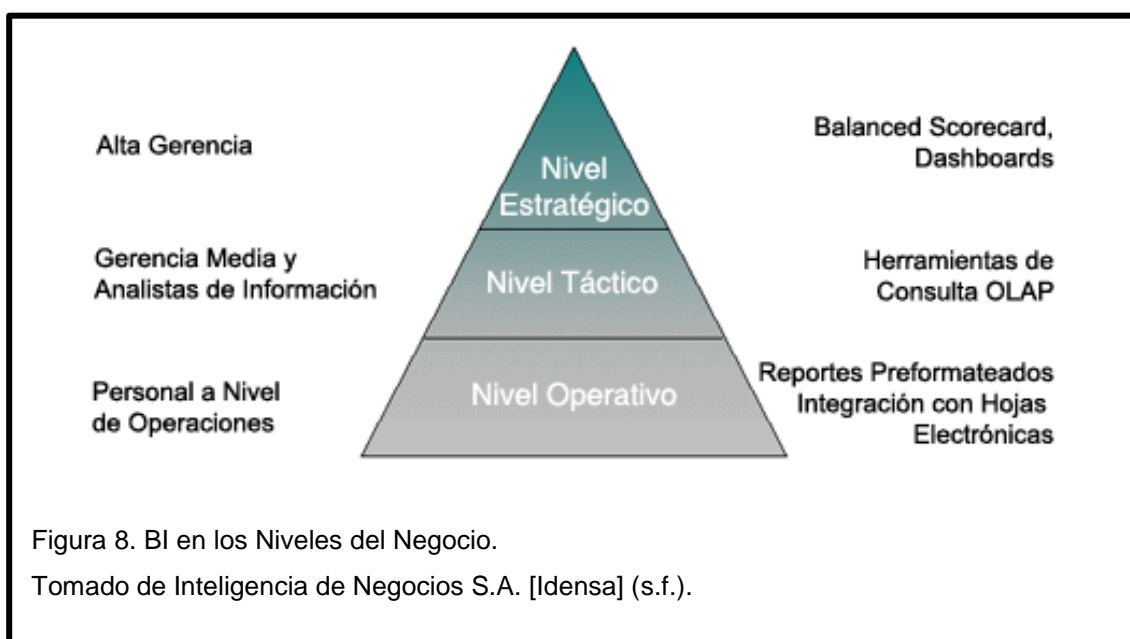 Alta Gerencia
Nivel
Estratégico
Balanced Scorecard,
Dashboards
Gerencia Media y
Analistas de Información
Nivel Táctico
Herramientas de
Consulta OLAP
Personal a Nivel
de Operaciones
Nivel Operativo
Reportes Preformateados
Integración con Hojas
Electrónicas
Figura 8. BI en los Niveles del Negocio.
Tomado de Inteligencia de Negocios S.A. [Idensa] (s.f.).